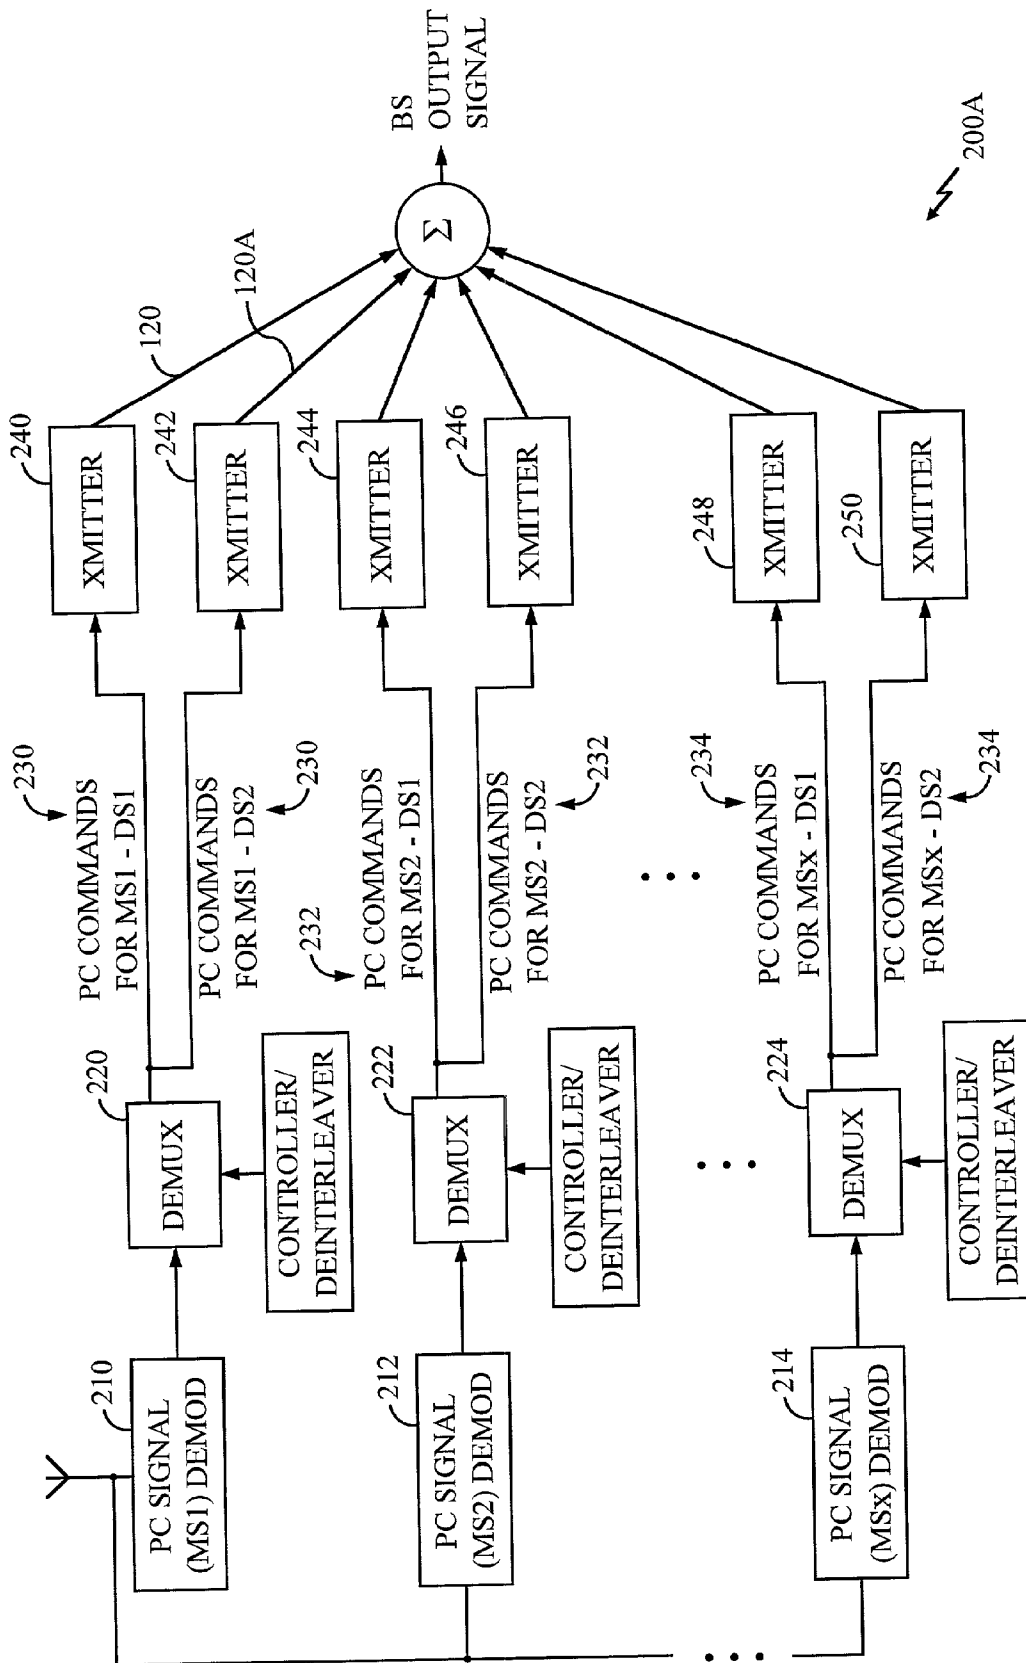 210
PC SIGNAL
(MS1) DEMOD
220
DEMUX
CONTROLLER/
DEINTERLEAVER
230
PC COMMANDS
FOR MS1 - DS1
PC COMMANDS
FOR MS1 - DS2
230
240
XMITTER
242
XMITTER
120
120A
212
PC SIGNAL
(MS2) DEMOD
222
DEMUX
CONTROLLER/
DEINTERLEAVER
232
PC COMMANDS
FOR MS2 - DS1
PC COMMANDS
FOR MS2 - DS2
232
244
XMITTER
246
XMITTER
Σ
BS
OUTPUT
SIGNAL
214
PC SIGNAL
(MSx) DEMOD
224
DEMUX
CONTROLLER/
DEINTERLEAVER
234
PC COMMANDS
FOR MSx - DS1
PC COMMANDS
FOR MSx - DS2
234
248
XMITTER
250
XMITTER
200A